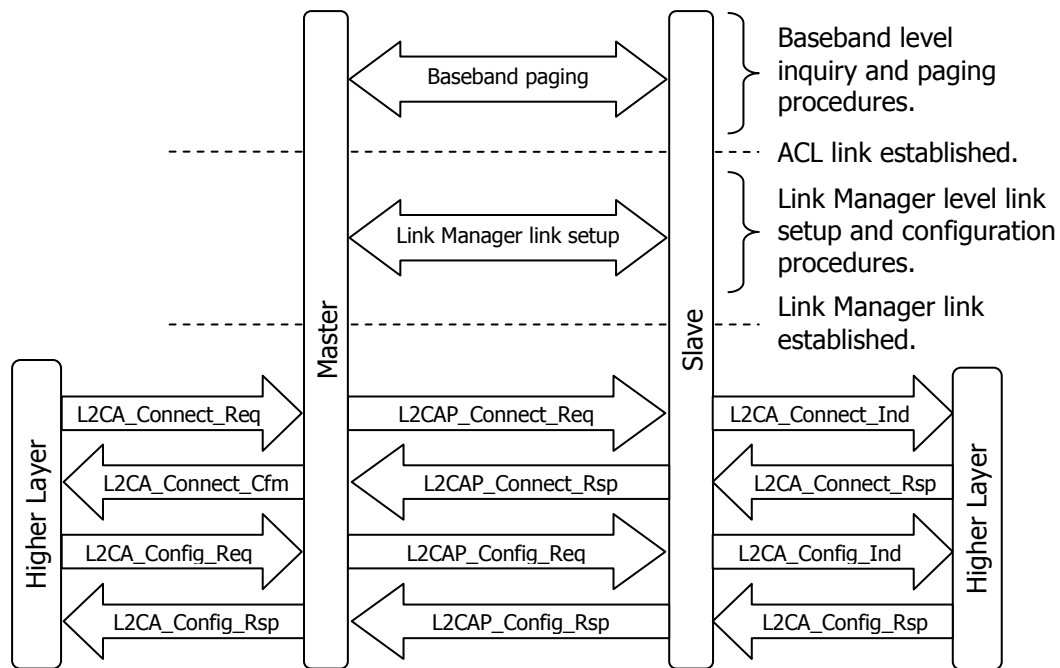 Baseband paging
Baseband level
inquiry and paging
procedures.
ACL link established.
Link Manager link setup
Link Manager level link
setup and configuration
procedures.
Link Manager link
established.
Master
Slave
Higher Layer
Higher Layer
L2CA_Connect_Req
L2CAP_Connect_Req
L2CA_Connect_Ind
L2CA_Connect_Cfm
L2CAP_Connect_Rsp
L2CA_Connect_Rsp
L2CA_Config_Req
L2CAP_Config_Req
L2CA_Config_Ind
L2CA_Config_Rsp
L2CAP_Config_Rsp
L2CA_Config_Rsp